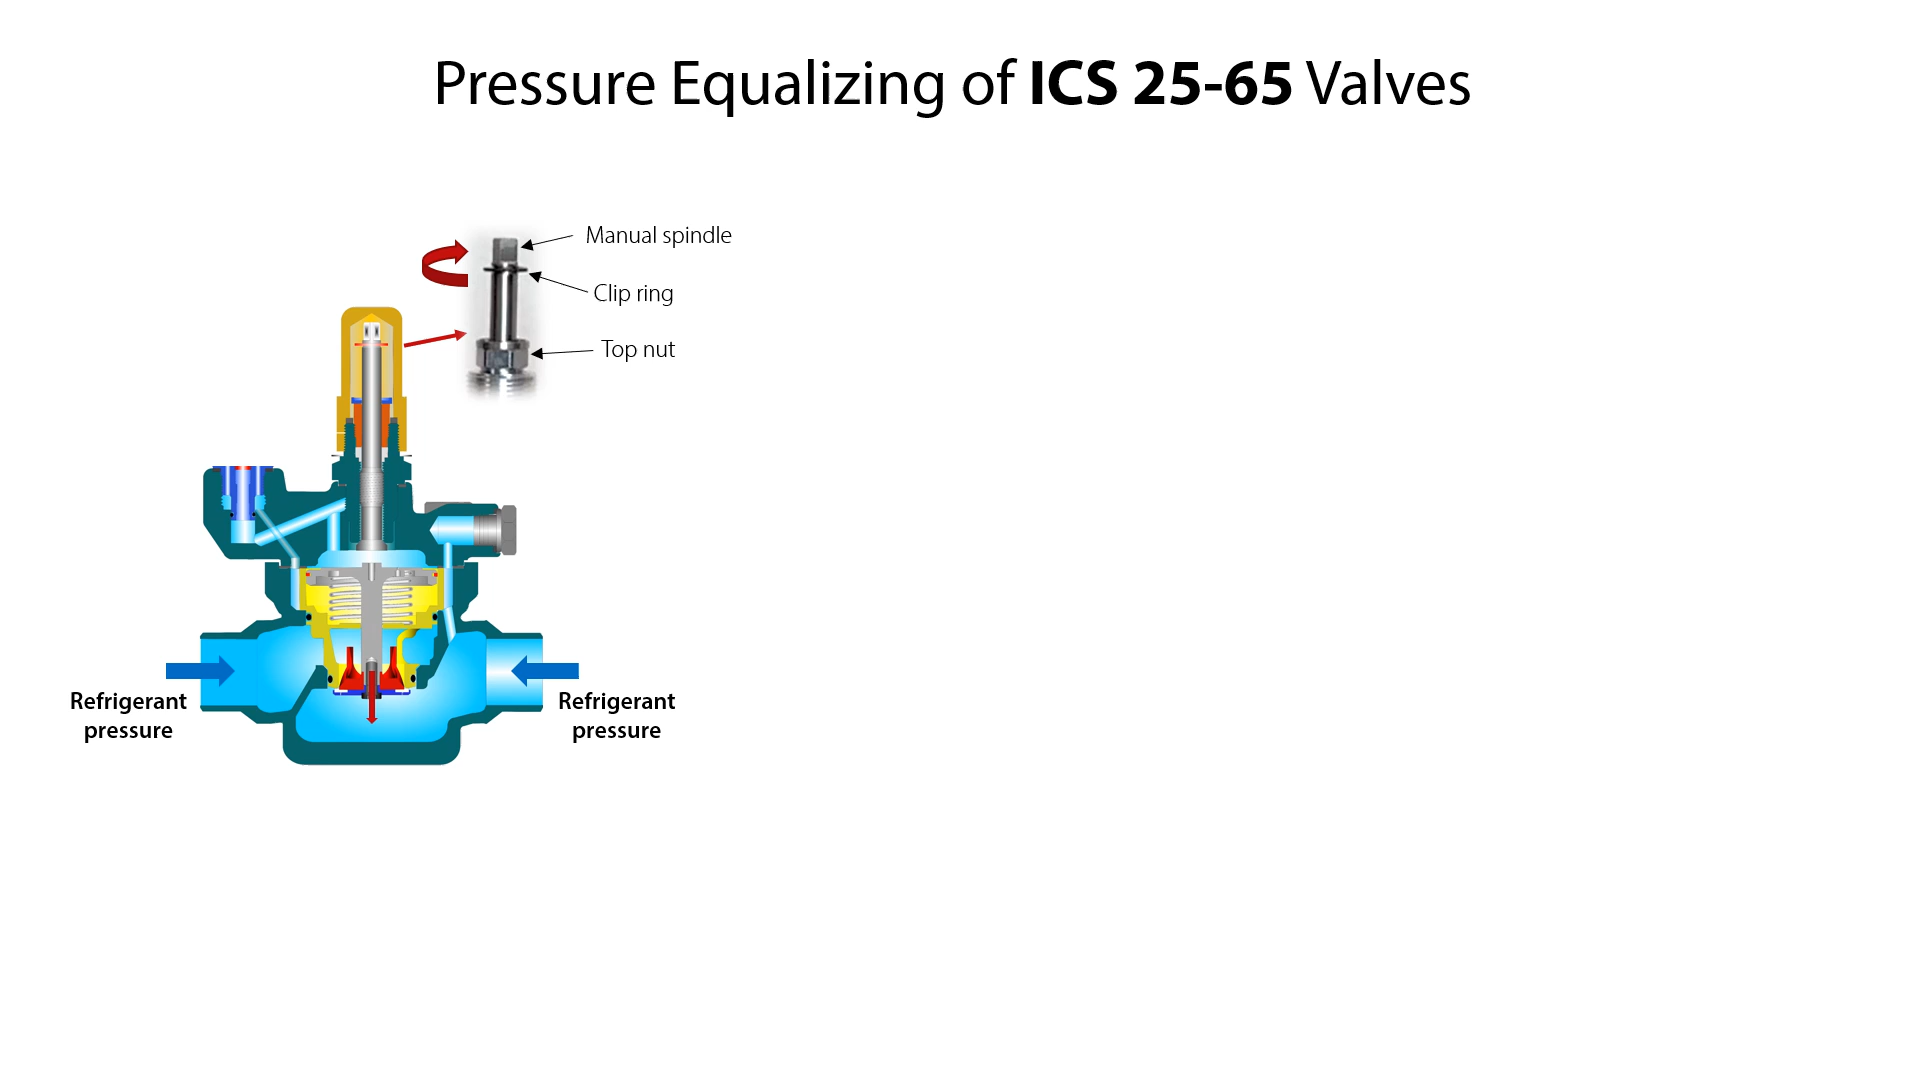 Pressure Equalizing of ICS 25-65 Valves
Manual spindle
Clip ring
Top nut
Refrigerant
pressure
Refrigerant
pressure